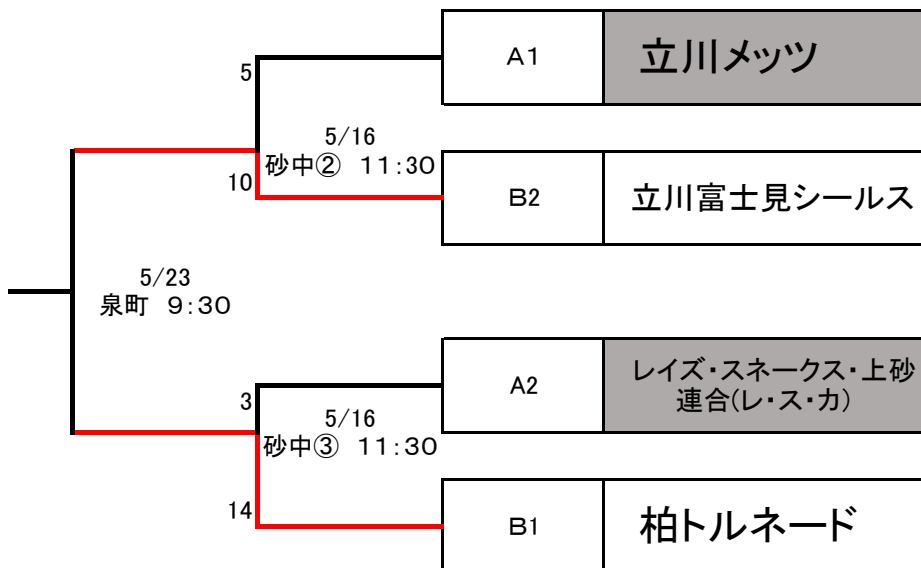 A1
立川メッツ
5
5/16
砂中② 11:30
10
B2
立川富士見シールス
5/23
泉町 9:30
A2
レイズ・スネークス・上砂
連合(レ・ス・カ)
3
5/16
砂中③ 11:30
14
B1
柏トルネード